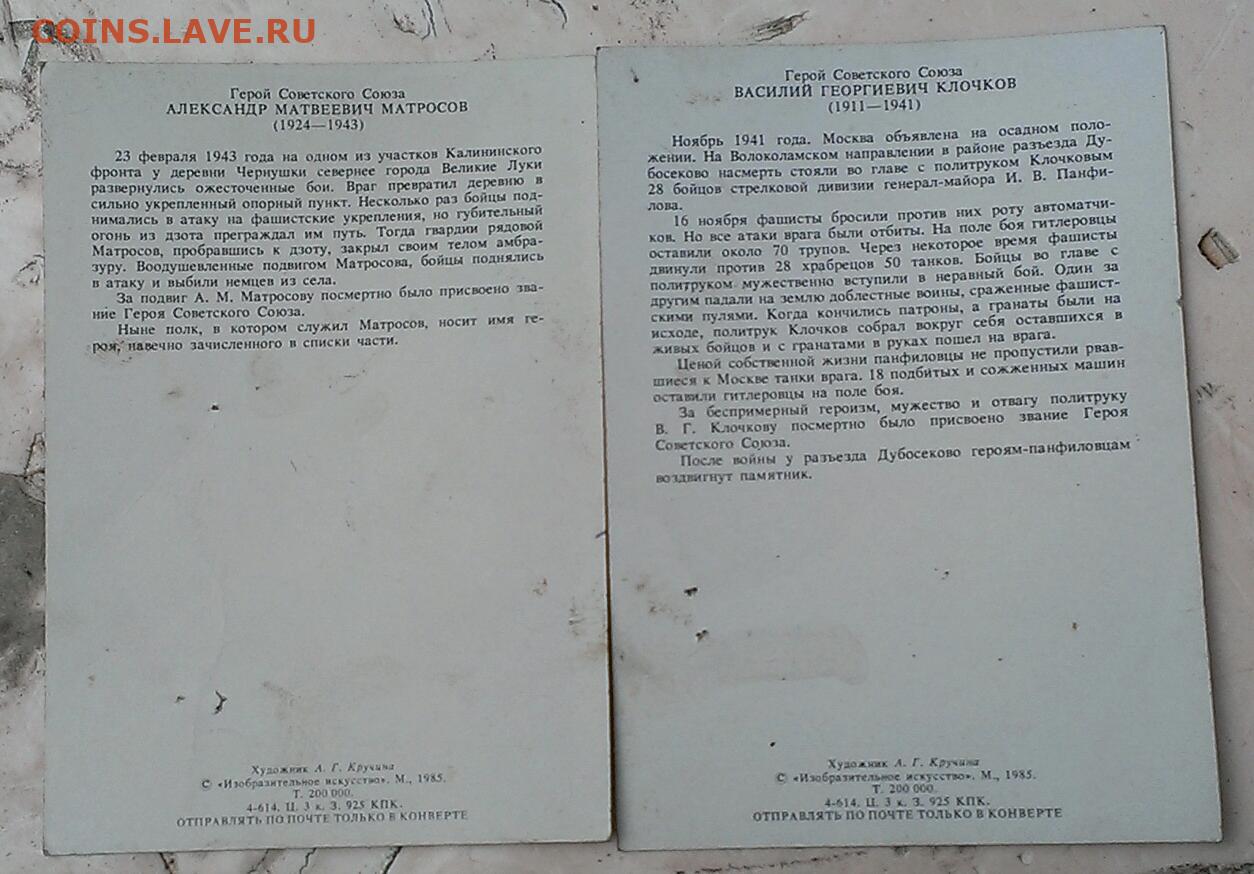 COINS.LAVE.RU
Герой Советского Союза
АЛЕКСАНДР МАТВЕЕВИЧ МАТРОСОВ
(1924—1943)
23 февраля 1943 года на одном из участков Калининского
фронта у деревни Чернушки севернее города Великие Луки
развернулись ожесточенные бои. Враг превратил деревню в
сильно укрепленный опорный пункт. Несколько раз бойцы под-
нимались в атаку на фашистские укрепления, но губительный
огонь из дзота преграждал им путь. Тогда гвардии рядовой
Матросов, пробравшись к дзоту, закрыл своим телом амбра-
зуру. Воодушевленные подвигом Матросова, бойцы поднялись
в атаку и выбили немцев из села.
За подвиг А. М. Матросову посмертно было присвоено зва-
ние Героя Советского Союза.
Ныне полк, в котором служил Матросов, носит имя ге-
роя, навечно зачисленного в списки части.
Художник А. Г. Кручина
© «Изобразительное искусство». М., 1985.
Т. 200 000.
4-614. Ц. 3 к. З. 925 КПК.
ОТПРАВЛЯТЬ ПО ПОЧТЕ ТОЛЬКО В КОНВЕРТЕ
Герой Советского Союза
ВАСИЛИЙ ГЕОРГИЕВИЧ КЛОЧКОВ
(1911—1941)
Ноябрь 1941 года. Москва объявлена на осадном поло-
жении. На Волоколамском направлении в районе разъезда Ду-
босеково насмерть стояли во главе с политруком Клочковым
28 бойцов стрелковой дивизии генерал-майора И. В. Панфи-
лова.
16 ноября фашисты бросили против них роту автоматчи-
ков. Но все атаки врага были отбиты. На поле боя гитлеровцы
оставили около 70 трупов. Через некоторое время фашисты
двинули против 28 храбрецов 50 танков. Бойцы во главе с
политруком мужественно вступили в неравный бой. Один за
другим падали на землю доблестные воины, сраженные фашист-
скими пулями. Когда кончились патроны, а гранаты были на
исходе, политрук Клочков собрал вокруг себя оставшихся в
живых бойцов и с гранатами в руках пошел на врага.
Ценой собственной жизни панфиловцы не пропустили рвав-
шиеся к Москве танки врага. 18 подбитых и сожженных машин
оставили гитлеровцы на поле боя.
За беспримерный героизм, мужество и отвагу политруку
В. Г. Клочкову посмертно было присвоено звание Героя
Советского Союза.
После войны у разъезда Дубосеково героям-панфиловцам
воздвигнут памятник.
Художник А. Г. Кручина
© «Изобразительное искусство». М., 1985.
Т. 200 000.
4-614. Ц. 3 к. З. 925 КПК.
ОТПРАВЛЯТЬ ПО ПОЧТЕ ТОЛЬКО В КОНВЕРТЕ